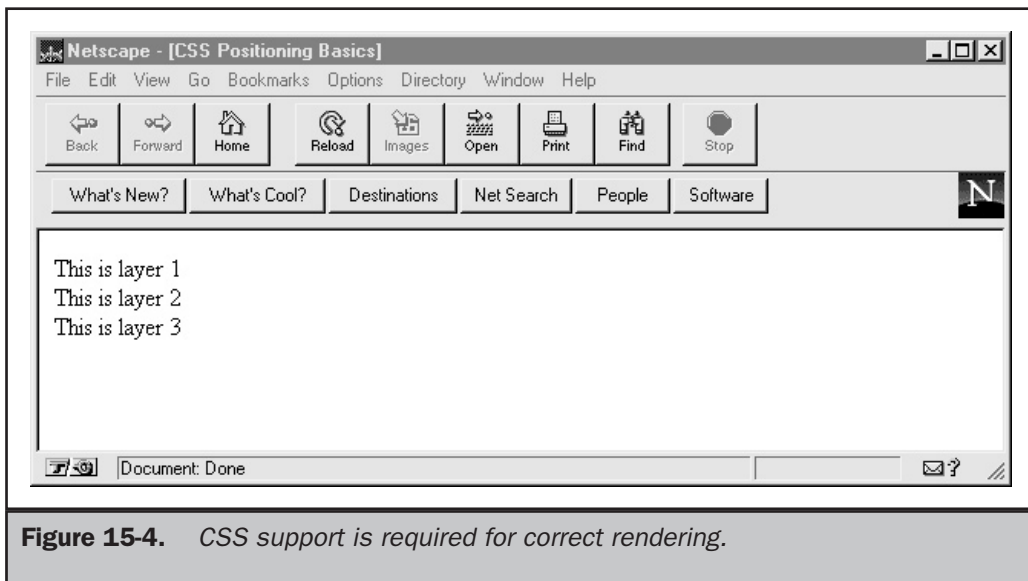 Netscape - [CSS Positioning Basics]
File Edit View Go Bookmarks Options Directory Window Help
Back Forward Home Reload Images Open Print Find Stop
What's New? What's Cool? Destinations Net Search People Software
N
This is layer 1
This is layer 2
This is layer 3
Document: Done
?
Figure 15-4. CSS support is required for correct rendering.